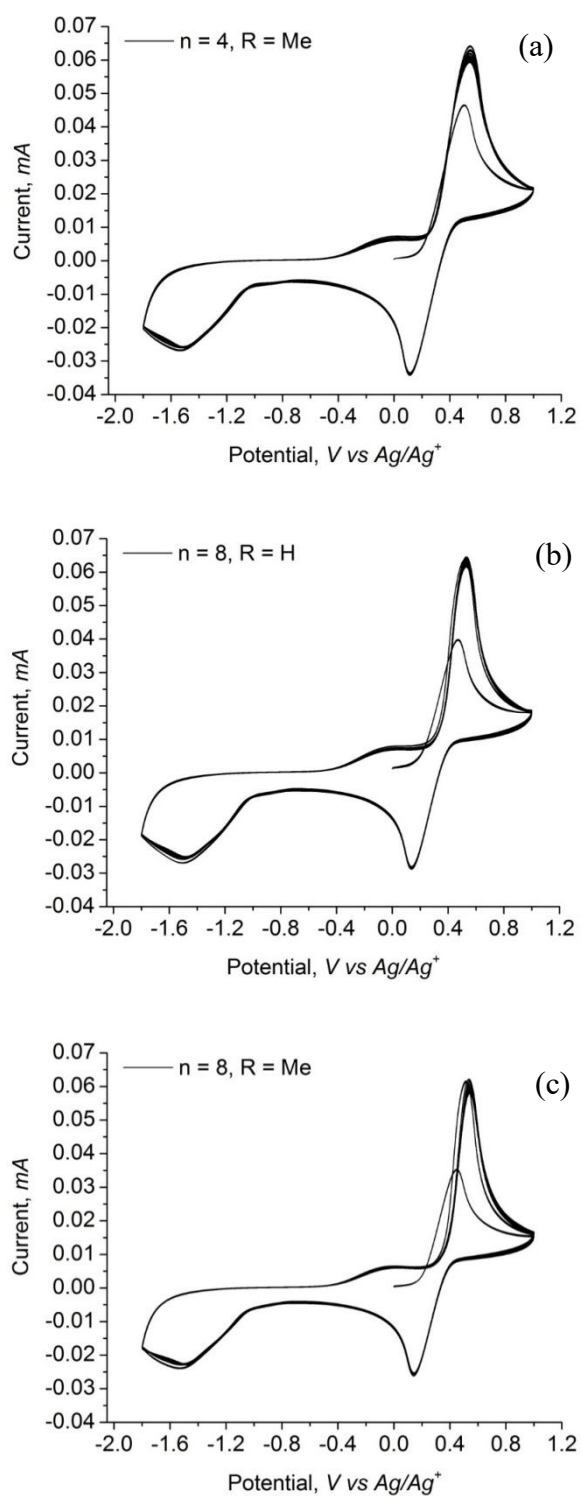 n = 4, R = Me
(a)
0.07
0.06
0.05
0.04
0.03
0.02
0.01
0.00
-0.01
-0.02
-0.03
-0.04
Current, mA
-2.0 -1.6 -1.2 -0.8 -0.4 0.0 0.4 0.8 1.2
Potential, V vs Ag/Ag⁺
n = 8, R = H
(b)
0.07
0.06
0.05
0.04
0.03
0.02
0.01
0.00
-0.01
-0.02
-0.03
-0.04
Current, mA
-2.0 -1.6 -1.2 -0.8 -0.4 0.0 0.4 0.8 1.2
Potential, V vs Ag/Ag⁺
n = 8, R = Me
(c)
0.07
0.06
0.05
0.04
0.03
0.02
0.01
0.00
-0.01
-0.02
-0.03
-0.04
Current, mA
-2.0 -1.6 -1.2 -0.8 -0.4 0.0 0.4 0.8 1.2
Potential, V vs Ag/Ag⁺